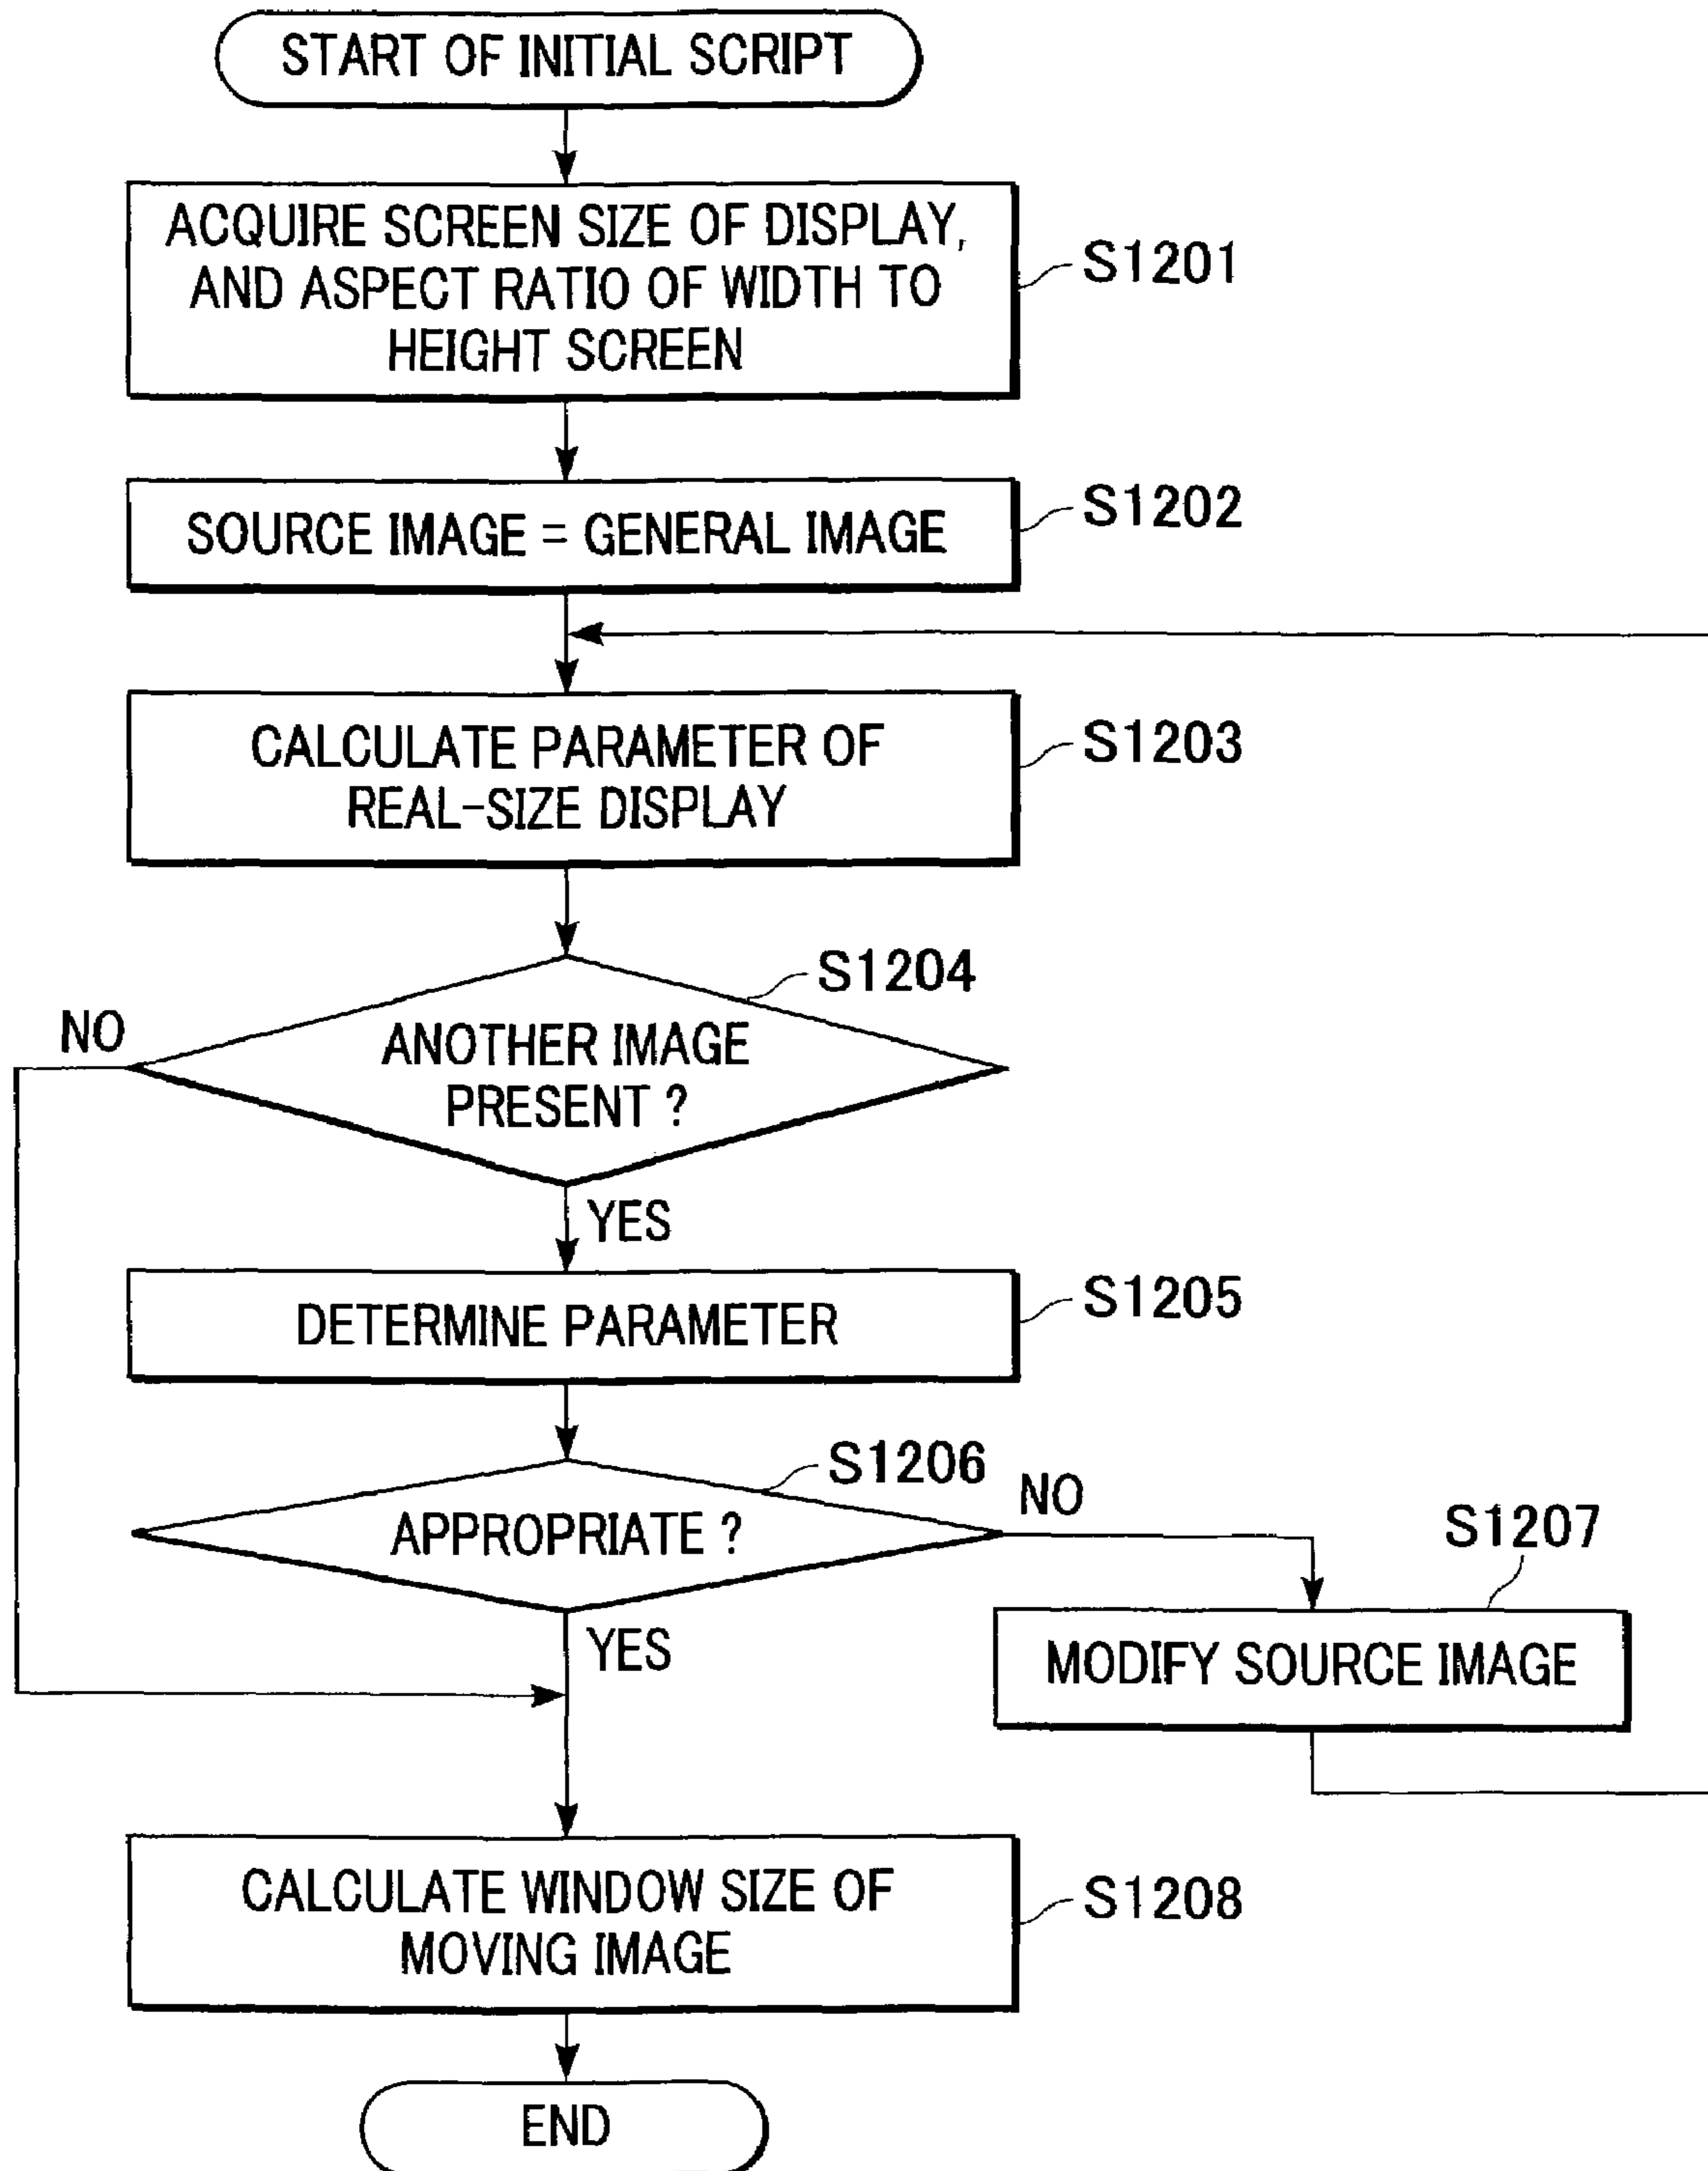 START OF INITIAL SCRIPT
ACQUIRE SCREEN SIZE OF DISPLAY,
AND ASPECT RATIO OF WIDTH TO
HEIGHT SCREEN
S1201
SOURCE IMAGE = GENERAL IMAGE
S1202
CALCULATE PARAMETER OF
REAL-SIZE DISPLAY
S1203
S1204
NO
ANOTHER IMAGE
PRESENT ?
YES
DETERMINE PARAMETER
S1205
S1206
APPROPRIATE ?
NO
S1207
YES
MODIFY SOURCE IMAGE
CALCULATE WINDOW SIZE OF
MOVING IMAGE
S1208
END